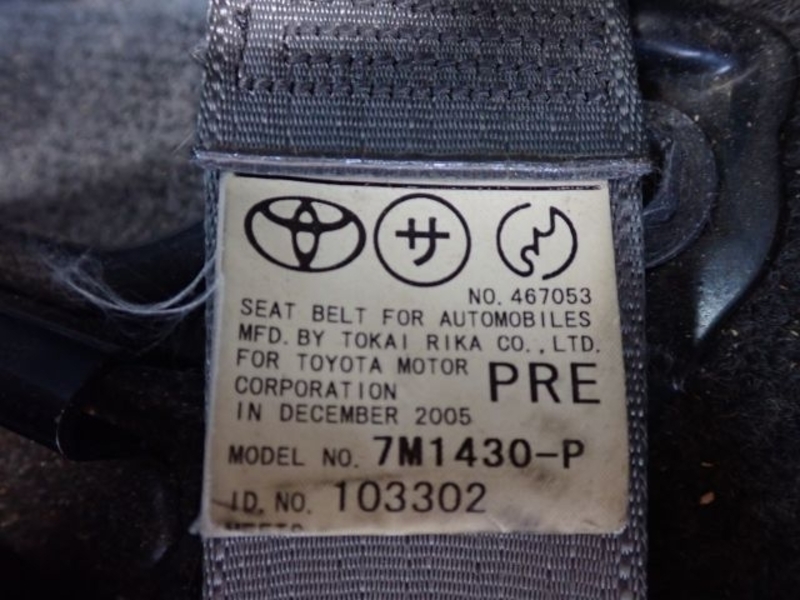 サ
NO. 467053
SEAT BELT FOR AUTOMOBILES
MFD. BY TOKAI RIKA CO., LTD.
FOR TOYOTA MOTOR
CORPORATION PRE
IN DECEMBER 2005
MODEL NO. 7M1430-P
ID. NO. 103302